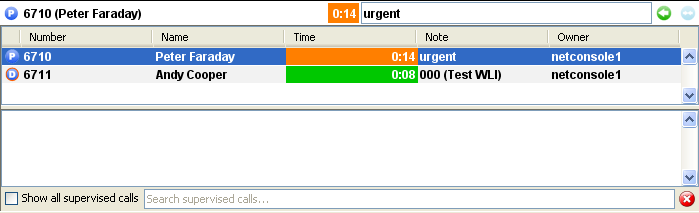 P 6710 (Peter Faraday) 0:14 urgent
Number Name Time Note Owner
P 6710 Peter Faraday 0:14 urgent netconsole1
D 6711 Andy Cooper 0:08 000 (Test WLI) netconsole1
Show all supervised calls Search supervised calls...